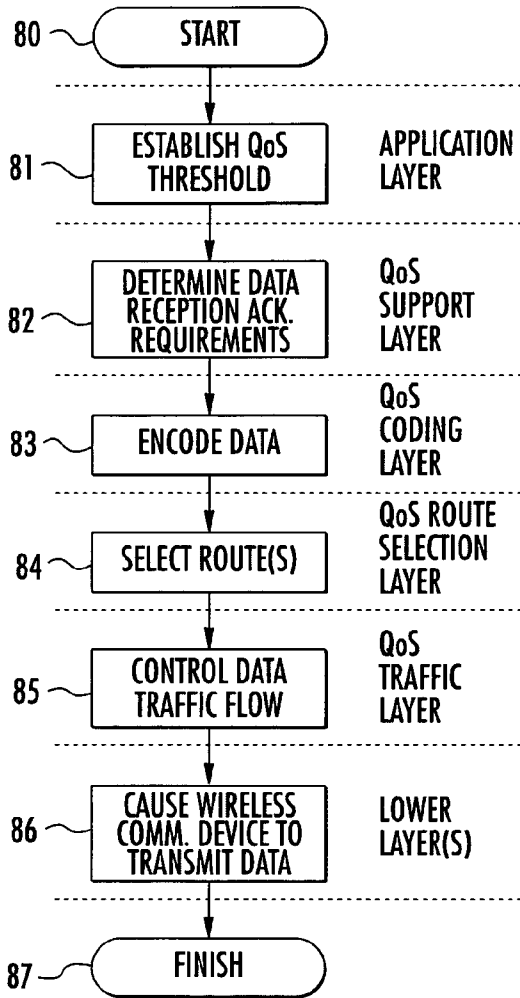 80
START
81
ESTABLISH QoS
THRESHOLD
APPLICATION
LAYER
82
DETERMINE DATA
RECEPTION ACK.
REQUIREMENTS
QoS
SUPPORT
LAYER
83
ENCODE DATA
QoS
CODING
LAYER
84
SELECT ROUTE(S)
QoS ROUTE
SELECTION
LAYER
85
CONTROL DATA
TRAFFIC FLOW
QoS
TRAFFIC
LAYER
86
CAUSE WIRELESS
COMM. DEVICE TO
TRANSMIT DATA
LOWER
LAYER(S)
87
FINISH